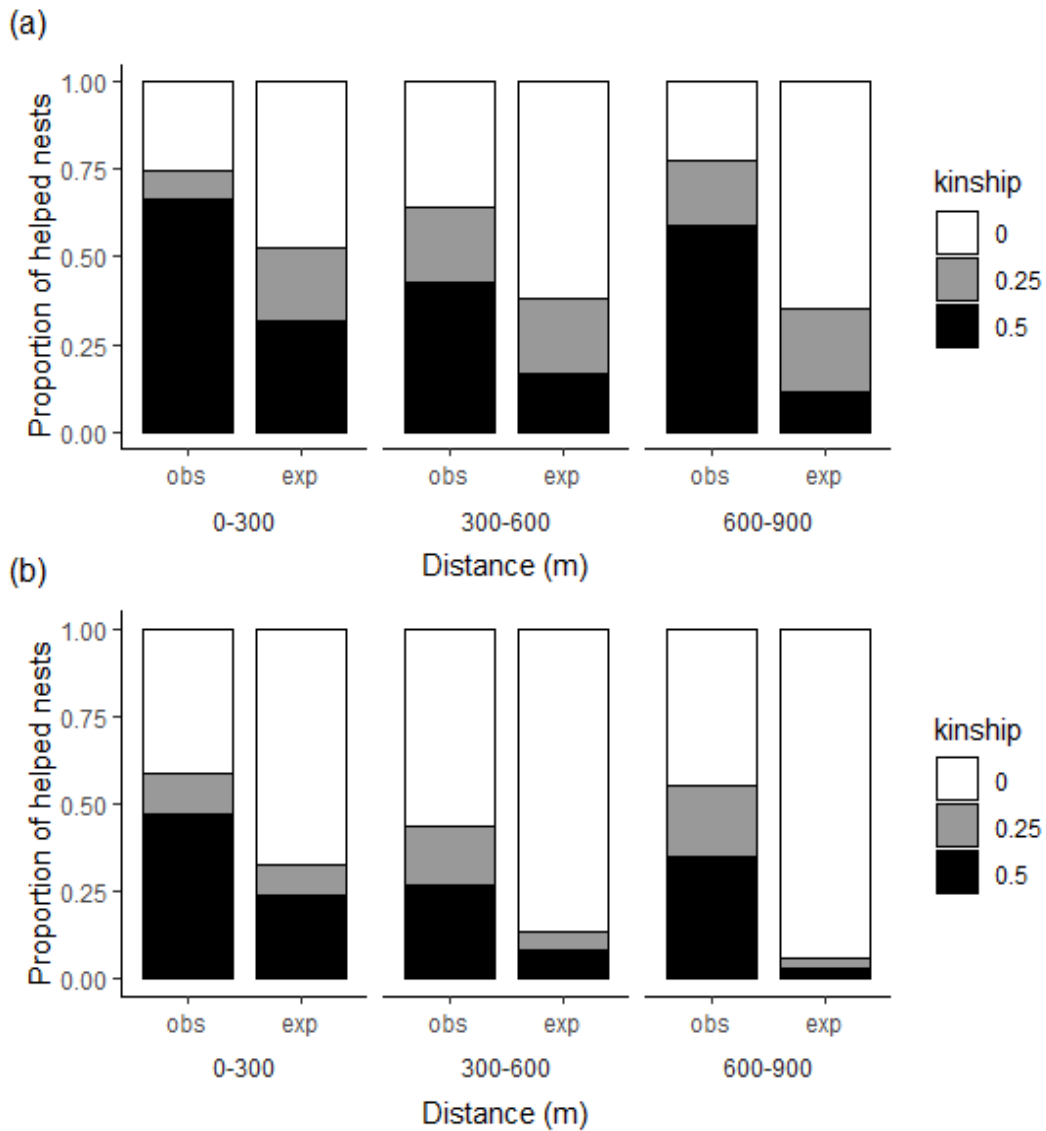 (a)
Proportion of helped nests
1.00
0.75
0.50
0.25
0.00
obs exp obs exp obs exp
0-300 300-600 600-900
Distance (m)
kinship
0
0.25
0.5
(b)
Proportion of helped nests
1.00
0.75
0.50
0.25
0.00
obs exp obs exp obs exp
0-300 300-600 600-900
Distance (m)
kinship
0
0.25
0.5